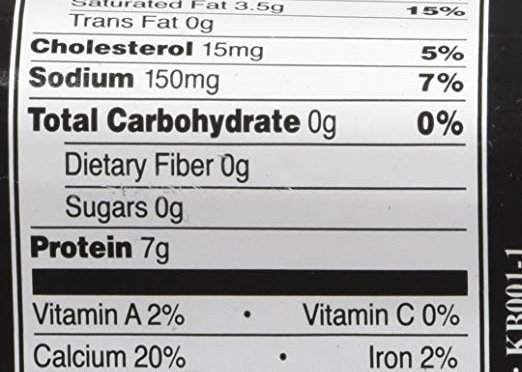 Saturated Fat 3.5g 15%
Trans Fat 0g
Cholesterol 15mg 5%
Sodium 150mg 7%
Total Carbohydrate 0g 0%
Dietary Fiber 0g
Sugars 0g
Protein 7g
Vitamin A 2% • Vitamin C 0%
Calcium 20% • Iron 2%
KB001-1